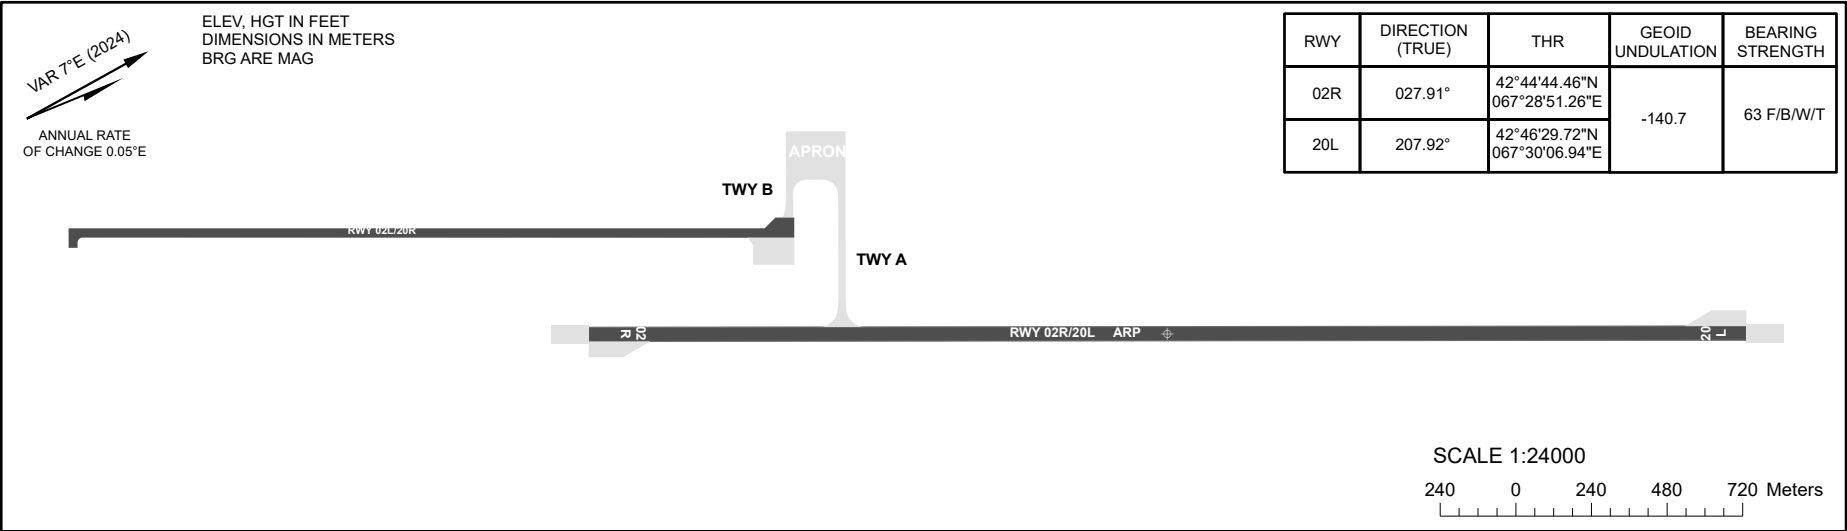 VAR 7°E (2024)
ANNUAL RATE
OF CHANGE 0.05°E
ELEV, HGT IN FEET
DIMENSIONS IN METERS
BRG ARE MAG
RWY
DIRECTION
(TRUE)
THR
GEOID
UNDULATION
BEARING
STRENGTH
02R
027.91°
42°44'44.46"N
067°28'51.26"E
-140.7
63 F/B/W/T
20L
207.92°
42°46'29.72"N
067°30'06.94"E
APRON
TWY B
RWY 02L/20R
TWY A
02
R
RWY 02R/20L
ARP
20
L
SCALE 1:24000
240 0 240 480 720 Meters